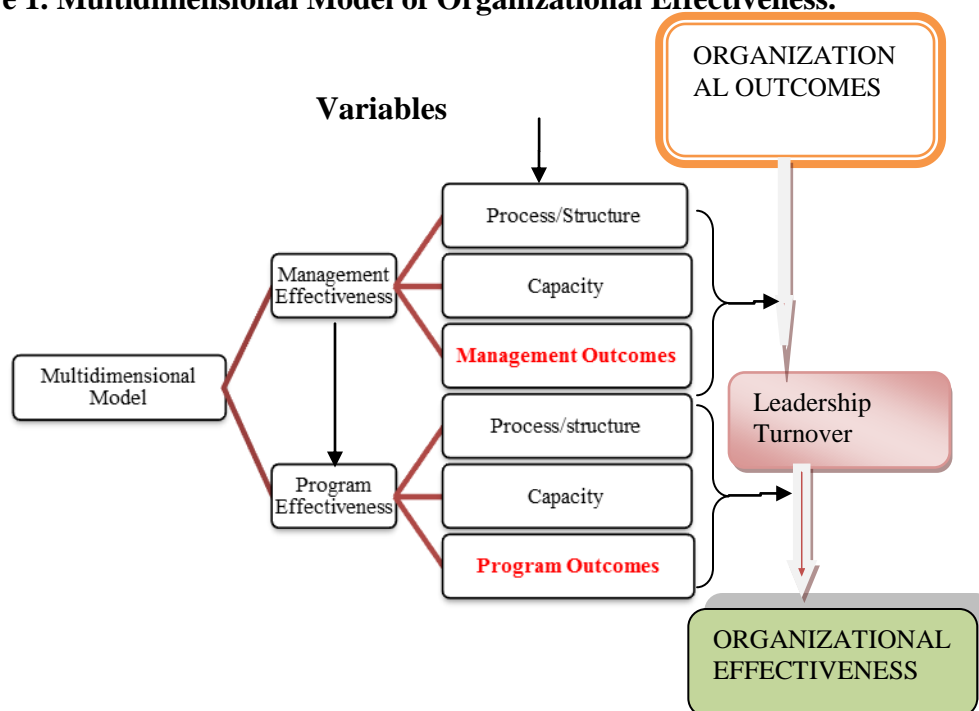 e 1. Multidimensional Model of Organizational Effectiveness.
ORGANIZATION
AL OUTCOMES
Variables
Process/Structure
Management
Effectiveness
Capacity
Management Outcomes
Multidimensional
Model
Leadership
Turnover
Process/structure
Program
Effectiveness
Capacity
Program Outcomes
ORGANIZATIONAL
EFFECTIVENESS